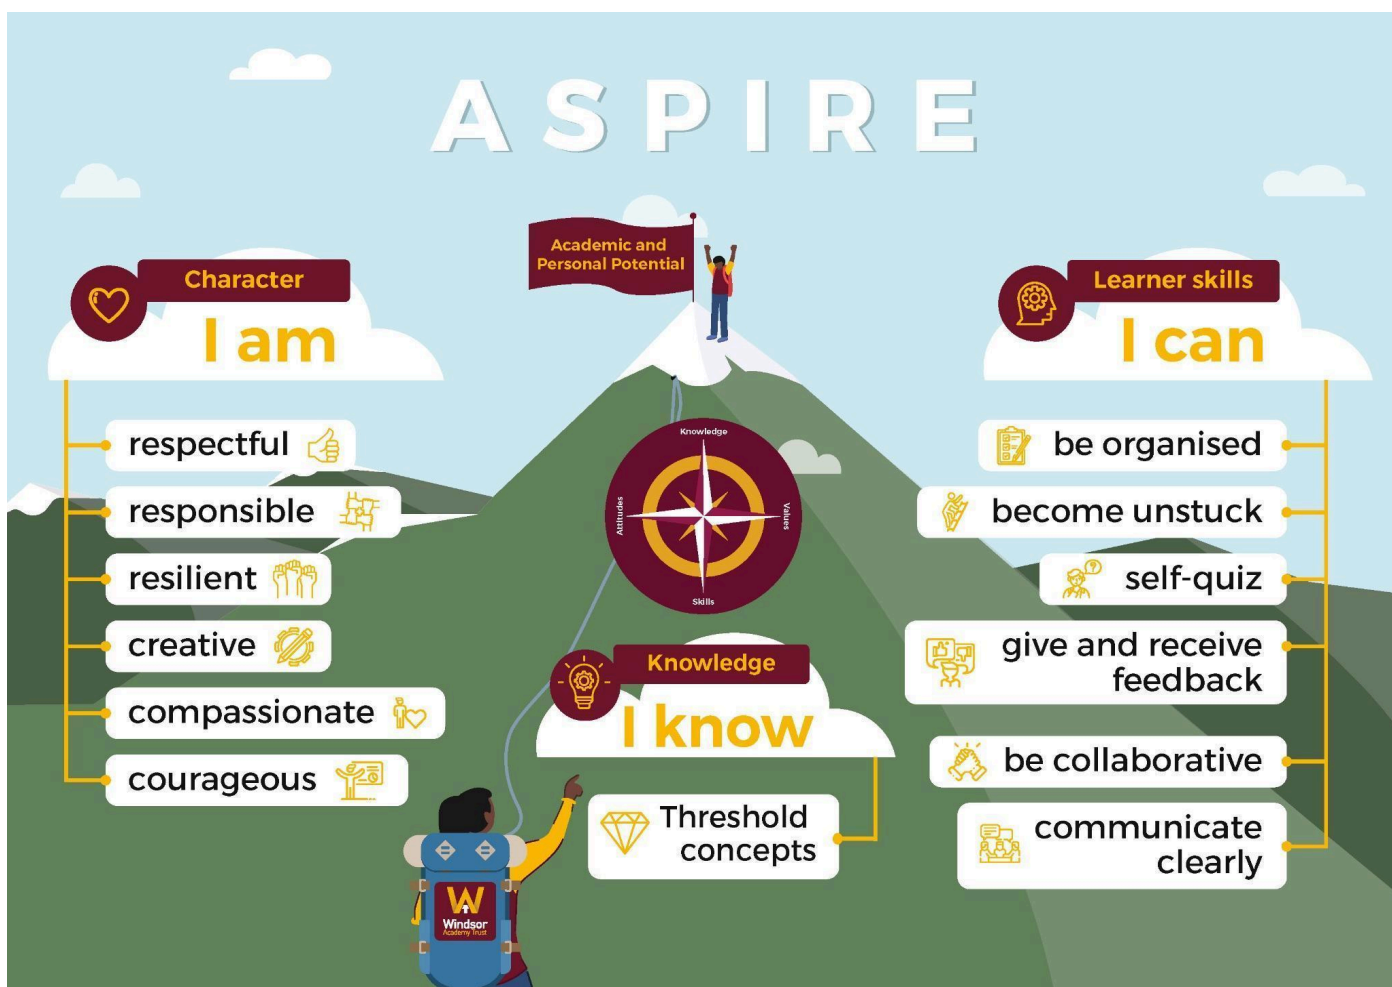 ASPIRE
Academic and
Personal Potential
Character
I am
respectful
responsible
resilient
creative
compassionate
courageous
Knowledge
Attitudes
Values
Skills
Knowledge
I know
Threshold
concepts
Learner skills
I can
be organised
become unstuck
self-quiz
give and receive
feedback
be collaborative
communicate
clearly
W
Windsor
Academy Trust